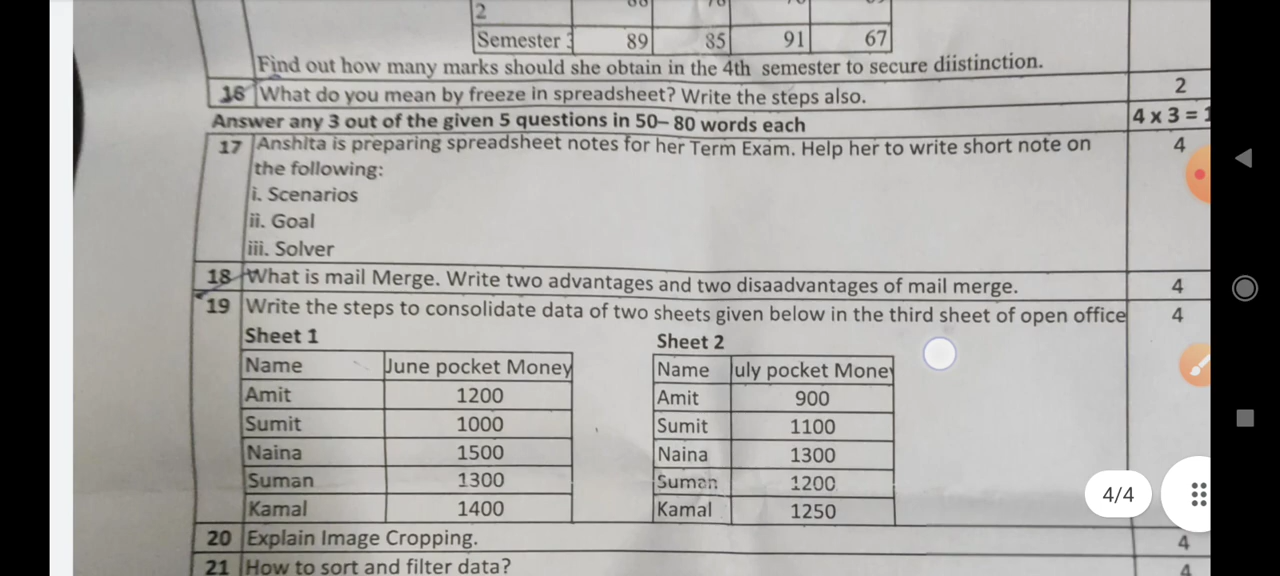 2
Semester 3 89 85 91 67
Find out how many marks should she obtain in the 4th semester to secure diistinction.
16 What do you mean by freeze in spreadsheet? Write the steps also. 2
Answer any 3 out of the given 5 questions in 50– 80 words each 4 x 3 = 1
17 Anshita is preparing spreadsheet notes for her Term Exam. Help her to write short note on 4
the following:
i. Scenarios
ii. Goal
iii. Solver
18 What is mail Merge. Write two advantages and two disaadvantages of mail merge. 4
19 Write the steps to consolidate data of two sheets given below in the third sheet of open office 4
Sheet 1 Sheet 2
Name June pocket Money Name uly pocket Mone
Amit 1200 Amit 900
Sumit 1000 Sumit 1100
Naina 1500 Naina 1300
Suman 1300 Suman 1200
Kamal 1400 Kamal 1250
20 Explain Image Cropping. 4
21 How to sort and filter data? 4
4/4